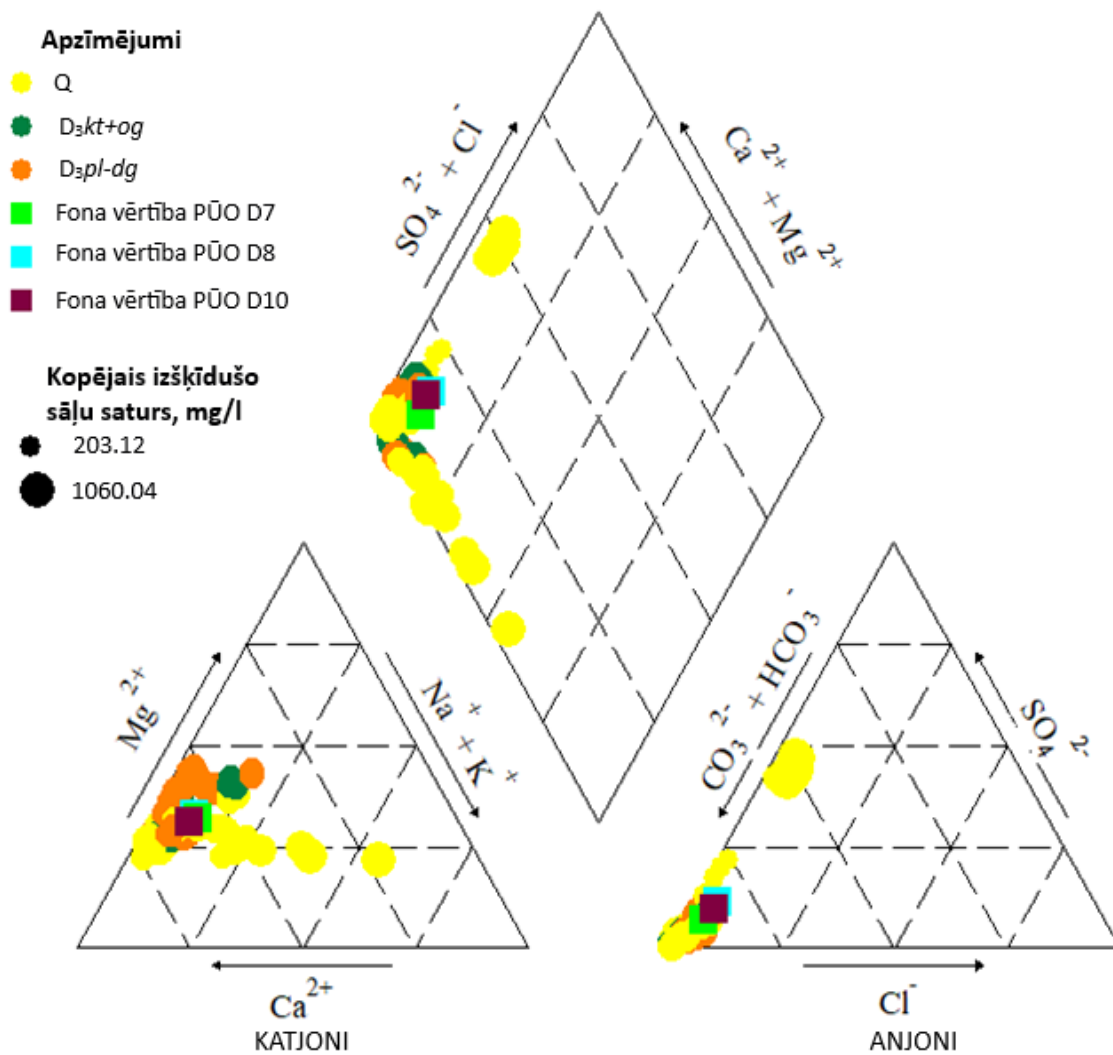 Apzīmējumi
Q
D₃kt+og
D₃pl-dg
Fona vērtība PŪO D7
Fona vērtība PŪO D8
Fona vērtība PŪO D10
Kopējais izšķīdušo
sāļu saturs, mg/l
203.12
1060.04
SO₄²⁻ + Cl⁻
Ca²⁺ + Mg²⁺
Mg²⁺
Na⁺ + K⁺
Ca²⁺
KATJONI
CO₃²⁻ + HCO₃⁻
SO₄²⁻
Cl⁻
ANJONI